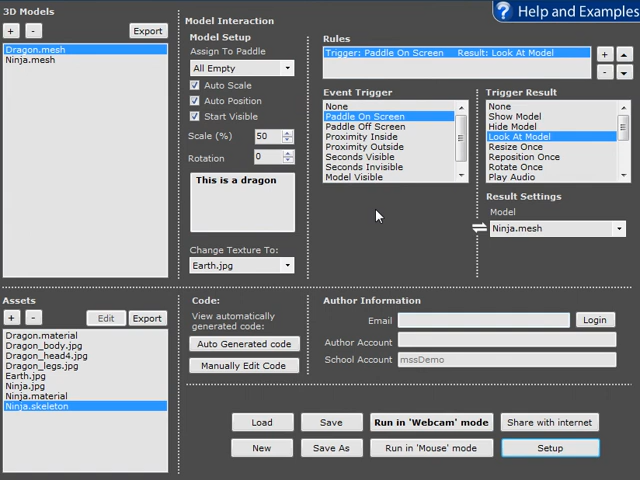 Help and Examples
3D Models
+
-
Export
Dragon.mesh
Ninja.mesh
Model Interaction
Model Setup
Assign To Paddle
All Empty
Auto Scale
Auto Position
Start Visible
Scale (%)
50
Rotation
0
This is a dragon
Change Texture To:
Earth.jpg
Rules
Trigger: Paddle On Screen Result: Look At Model
+
-
Event Trigger
None
Paddle On Screen
Paddle Off Screen
Proximity Inside
Proximity Outside
Seconds Visible
Seconds Invisible
Model Visible
Trigger Result
None
Show Model
Hide Model
Look At Model
Resize Once
Reposition Once
Rotate Once
Play Audio
Result Settings
Model
Ninja.mesh
Assets
+
-
Edit
Export
Dragon.material
Dragon_body.jpg
Dragon_head4.jpg
Dragon_legs.jpg
Earth.jpg
Ninja.jpg
Ninja.material
Ninja.skeleton
Code:
View automatically
generated code:
Auto Generated code
Manually Edit Code
Author Information
Email
Login
Author Account
School Account
mssDemo
Load
Save
Run in 'Webcam' mode
Share with internet
New
Save As
Run in 'Mouse' mode
Setup